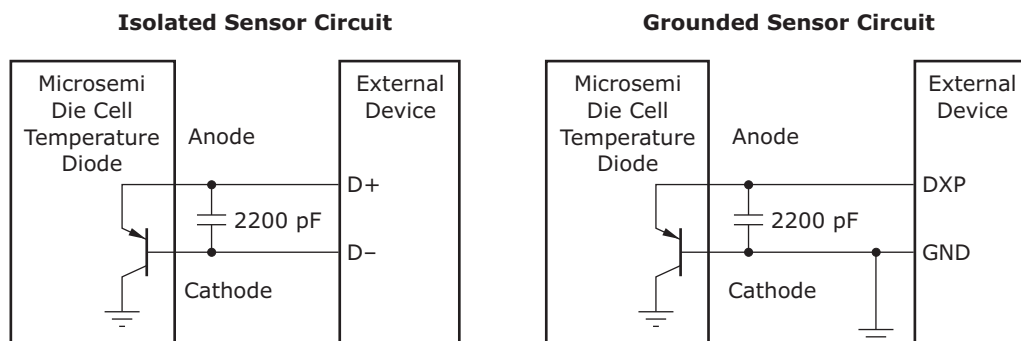 Isolated Sensor Circuit
Microsemi
Die Cell
Temperature
Diode
Anode
External
Device
D+
2200 pF
D–
Cathode
Grounded Sensor Circuit
Microsemi
Die Cell
Temperature
Diode
Anode
External
Device
DXP
2200 pF
GND
Cathode